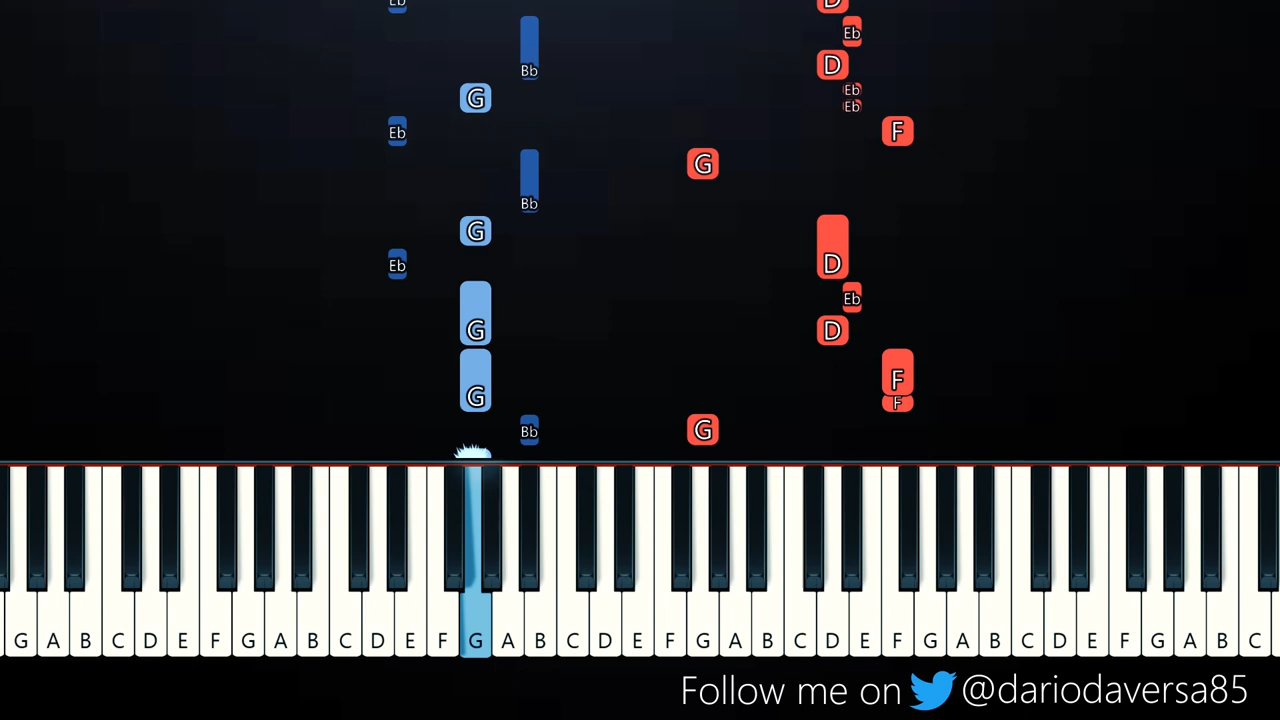 Eb D
Eb
D
Bb
G Eb
Eb
Eb F
G
Bb
G
D
Eb
Eb
G D
F
G
F
Bb G
G A B C D E F G A B C D E F G A B C D E F G A B C D E F G A B C D E F G A B C
Follow me on @dariodaversa85